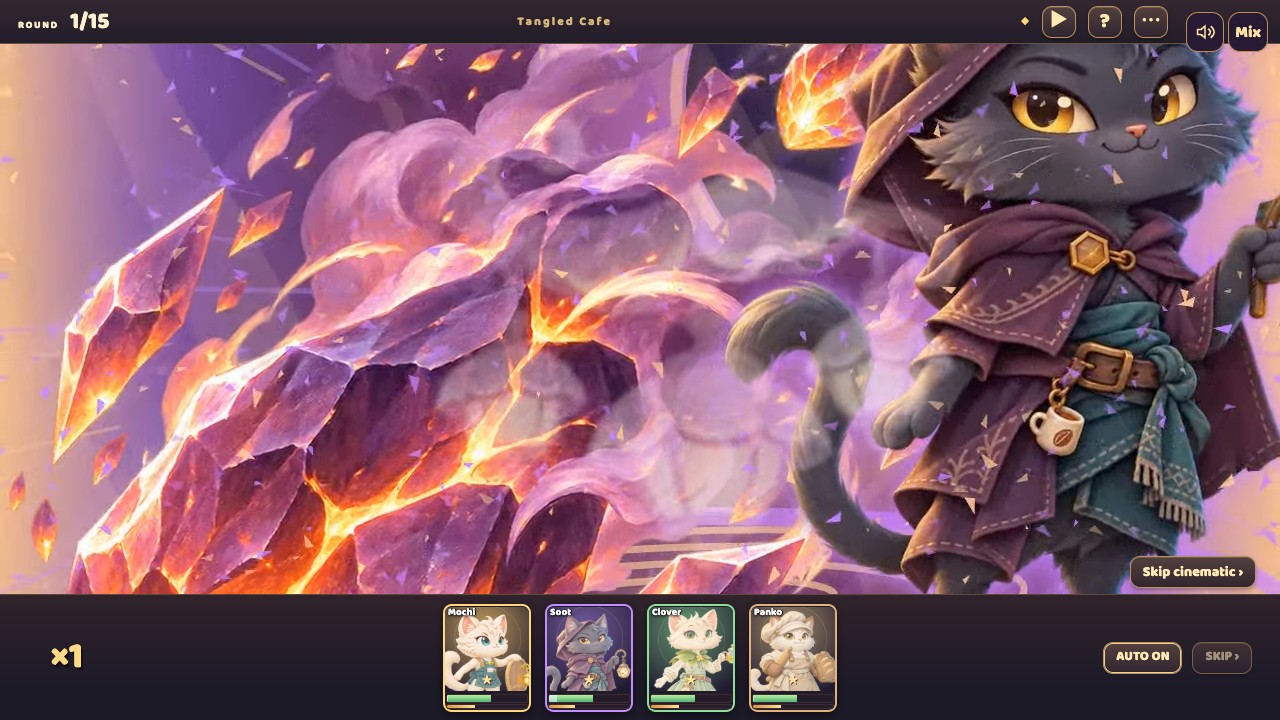 ROUND 1/15
Tangled Cafe
?
Mix
Skip cinematic ›
×1
Mochi
Soot
Clover
Panko
AUTO ON
SKIP ›